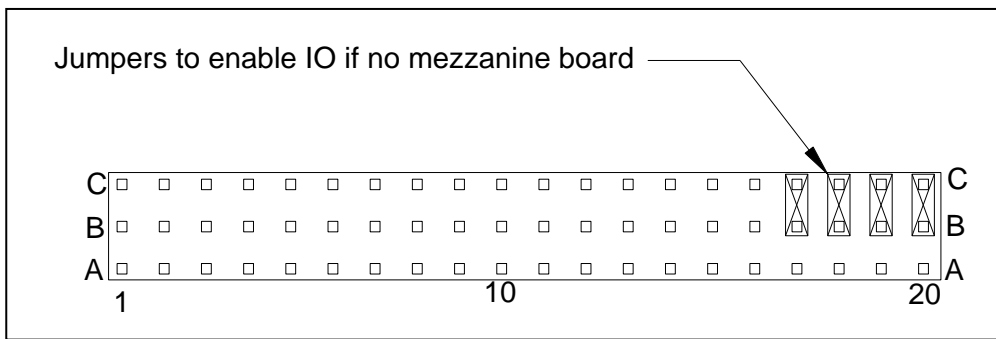 Jumpers to enable IO if no mezzanine board
C C
B B
A A
1 10 20